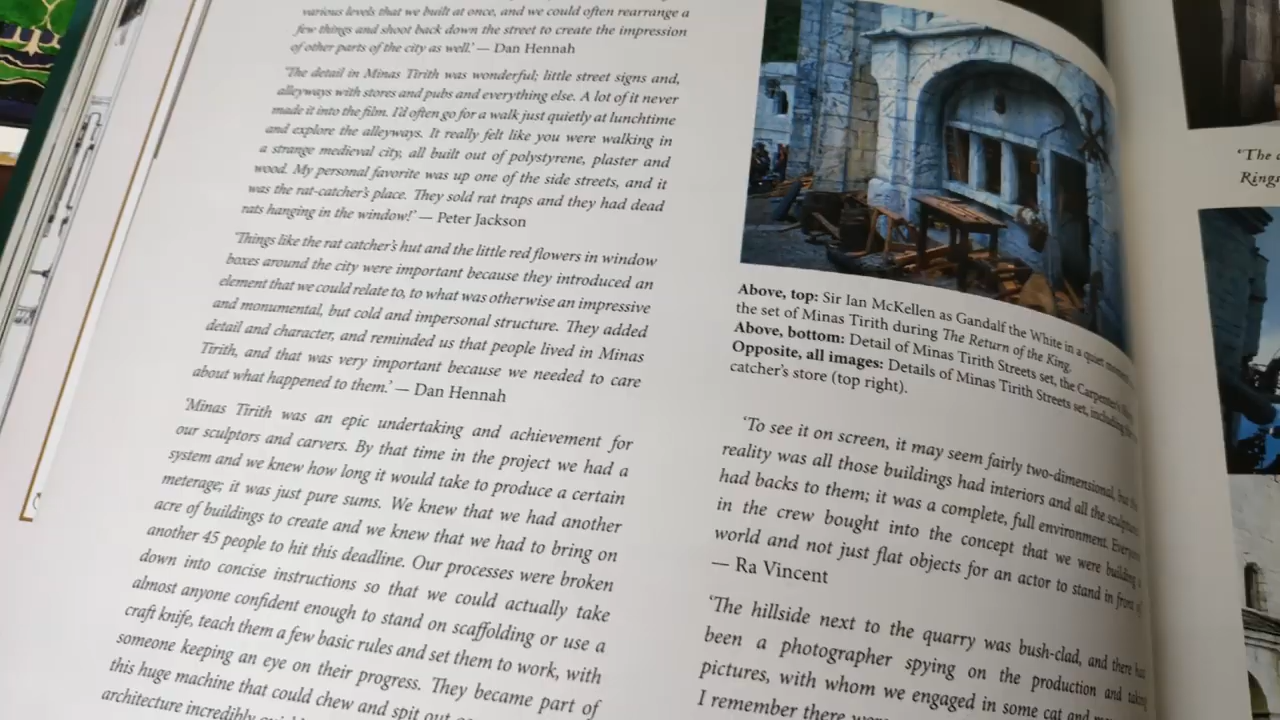 various levels that we built at once, and we could often rearrange a
few things and shoot back down the street to create the impression
of other parts of the city as well.' — Dan Hennah
'The detail in Minas Tirith was wonderful; little street signs and,
alleyways with stores and pubs and everything else. A lot of it never
made it into the film. I'd often go for a walk just quietly at lunchtime
and explore the alleyways. It really felt like you were walking in
a strange medieval city, all built out of polystyrene, plaster and
wood. My personal favorite was up one of the side streets, and it
was the rat-catcher's place. They sold rat traps and they had dead
rats hanging in the window!' — Peter Jackson
'Things like the rat catcher's hut and the little red flowers in window
boxes around the city were important because they introduced an
element that we could relate to, to what was otherwise an impressive
and monumental, but cold and impersonal structure. They added
detail and character, and reminded us that people lived in Minas
Tirith, and that was very important because we needed to care
about what happened to them.' — Dan Hennah
'Minas Tirith was an epic undertaking and achievement for
our sculptors and carvers. By that time in the project we had a
system and we knew how long it would take to produce a certain
meterage; it was just pure sums. We knew that we had another
acre of buildings to create and we knew that we had to bring on
another 45 people to hit this deadline. Our processes were broken
down into concise instructions so that we could actually take
almost anyone confident enough to stand on scaffolding or use a
craft knife, teach them a few basic rules and set them to work, with
someone keeping an eye on their progress. They became part of
this huge machine that could chew and spit out
architecture incredibly
Above, top: Sir Ian McKellen as Gandalf the White in a quiet moment
the set of Minas Tirith during The Return of the King.
Above, bottom: Detail of Minas Tirith Streets set, the Carpenter's
Opposite, all images: Details of Minas Tirith Streets set, including
catcher's store (top right).
'To see it on screen, it may seem fairly two-dimensional, but
reality was all those buildings had interiors and all the sculptures
had backs to them; it was a complete, full environment. Everyone
in the crew bought into the concept that we were building a
world and not just flat objects for an actor to stand in front of
— Ra Vincent
'The hillside next to the quarry was bush-clad, and there had
been a photographer spying on the production and taking
pictures, with whom we engaged in some cat and
I remember there
'The
Rings